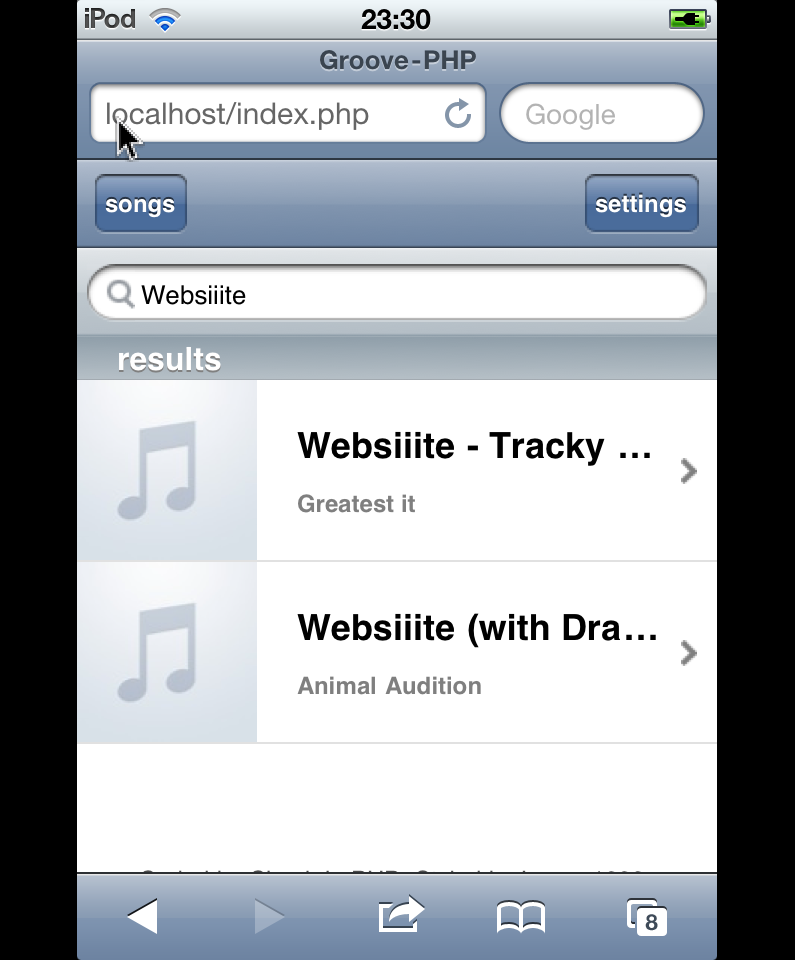 iPod 23:30
Groove-PHP
localhost/index.php Google
songs settings
Websiiite
results
Websiiite - Tracky ...
Greatest it
Websiiite (with Dra...
Animal Audition
8